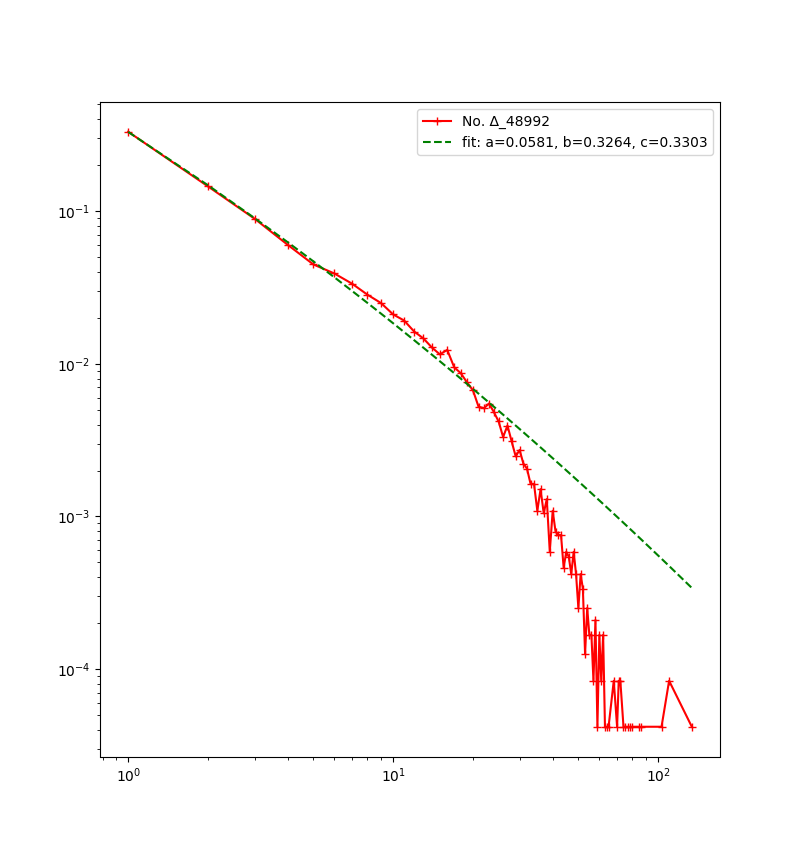 No. Δ_48992
fit: a=0.0581, b=0.3264, c=0.3303
10⁻¹
10⁻²
10⁻³
10⁻⁴
10⁰ 10¹ 10²